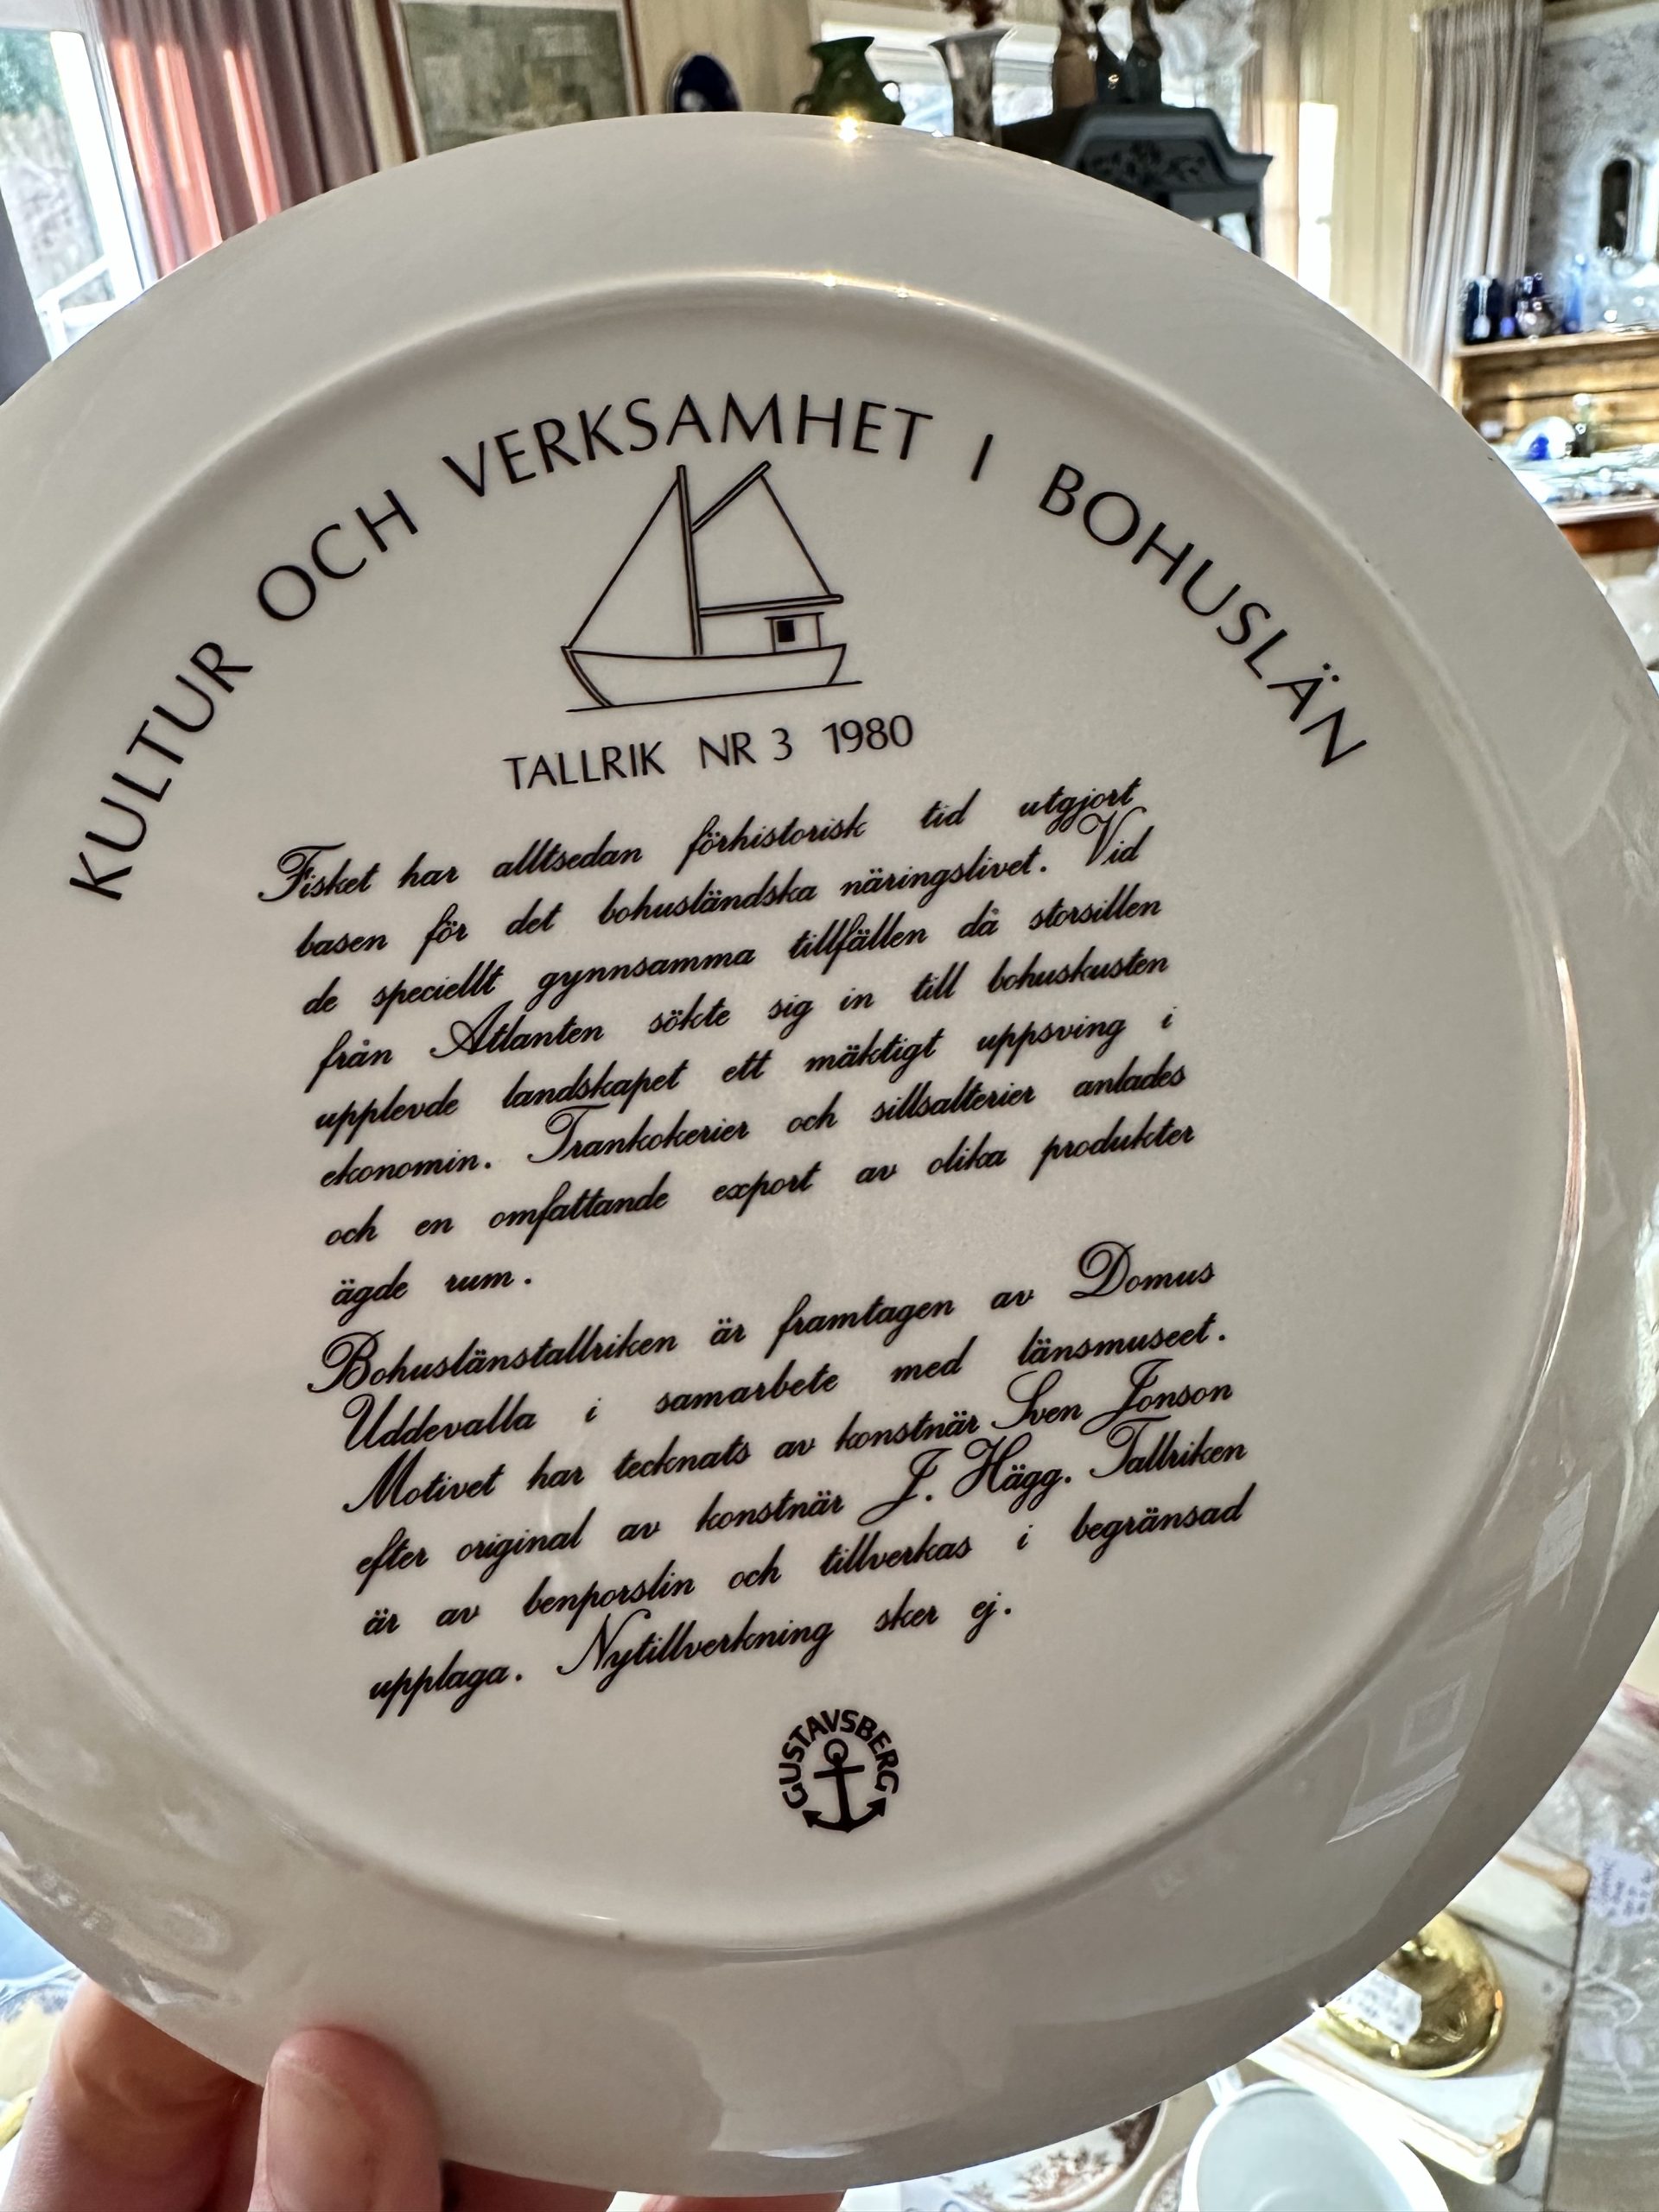 KULTUR OCH VERKSAMHET I BOHUSLÄN
TALLRIK NR 3 1980
Fisket har alltsedan förhistorisk tid utgjort
basen för det bohusländska näringslivet. Vid
de speciellt gynnsamma tillfällen då storsillen
från Atlanten sökte sig in till bohuskusten
upplevde landskapet ett mäktigt uppsving i
ekonomin. Trankokerier och sillsalterier anlades
och en omfattande export av olika produkter
ägde rum.
Bohuslänstallriken är framtagen av Domus
Uddevalla i samarbete med länsmuseet.
Motivet har tecknats av konstnär Sven Jonson
efter original av konstnär J. Hägg. Tallriken
är av benporslin och tillverkas i begränsad
upplaga. Nytillverkning sker ej.
GUSTAVSBERG